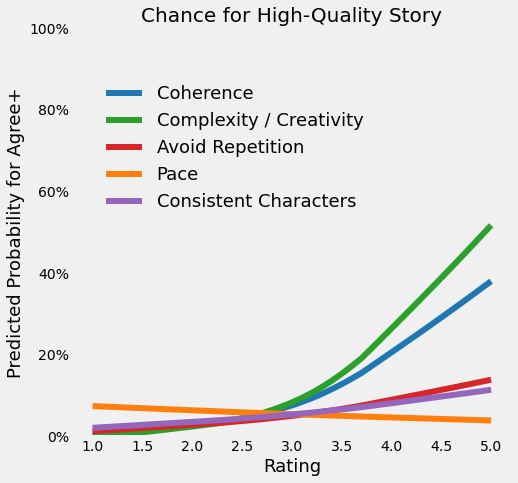 Chance for High-Quality Story
100%
80%
60%
40%
20%
0%
Predicted Probability for Agree+
Coherence
Complexity / Creativity
Avoid Repetition
Pace
Consistent Characters
1.0 1.5 2.0 2.5 3.0 3.5 4.0 4.5 5.0
Rating